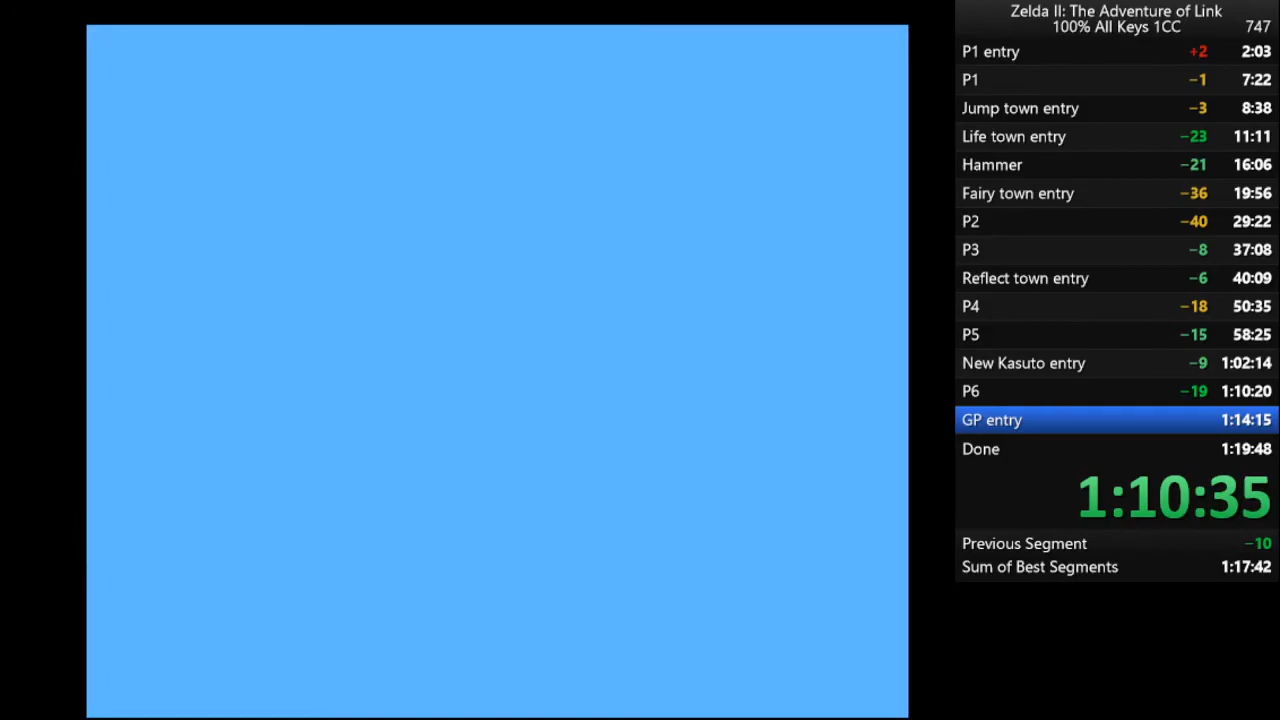 Zelda II: The Adventure of Link
100% All Keys 1CC 747
P1 entry +2 2:03
P1 −1 7:22
Jump town entry −3 8:38
Life town entry −23 11:11
Hammer −21 16:06
Fairy town entry −36 19:56
P2 −40 29:22
P3 −8 37:08
Reflect town entry −6 40:09
P4 −18 50:35
P5 −15 58:25
New Kasuto entry −9 1:02:14
P6 −19 1:10:20
GP entry 1:14:15
Done 1:19:48
1:10:35
Previous Segment −10
Sum of Best Segments 1:17:42